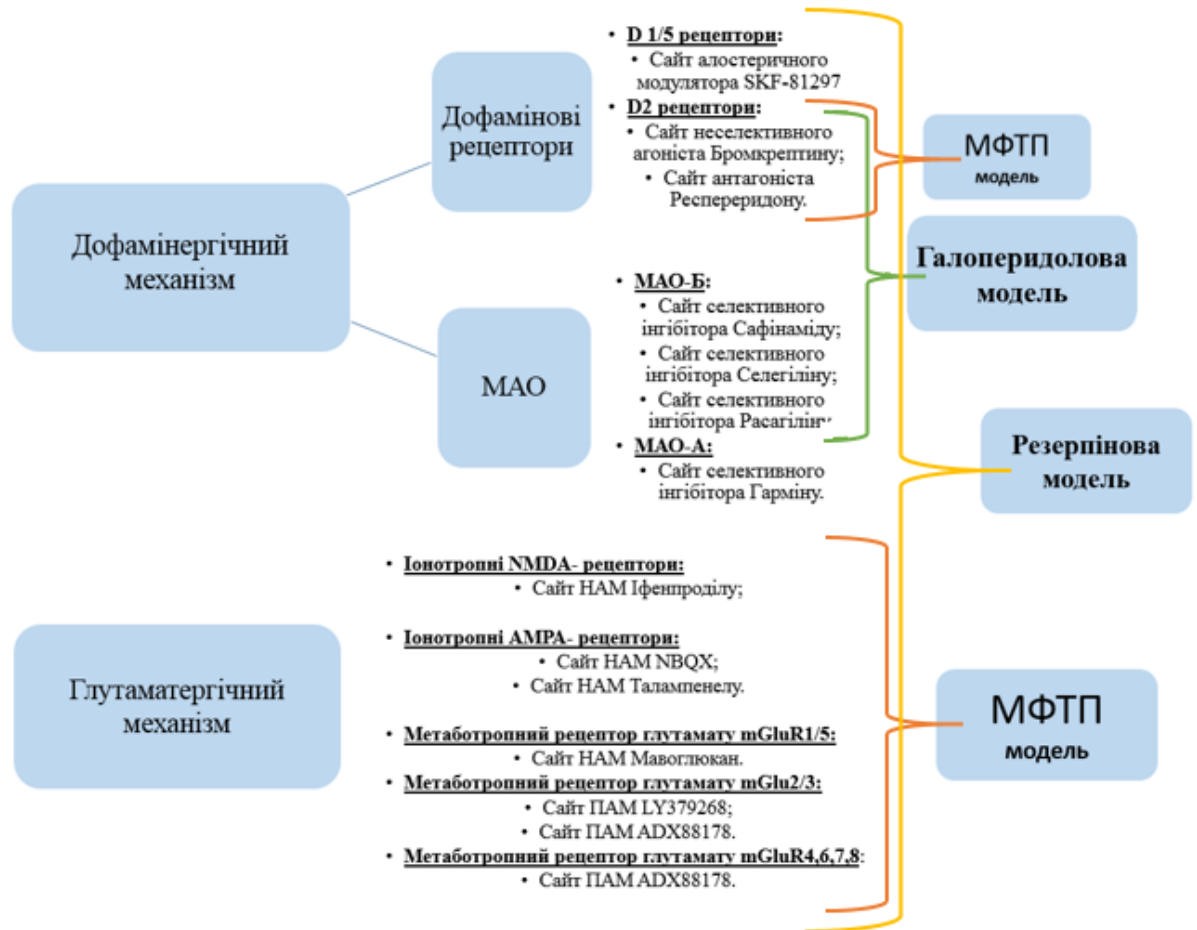 Дофамінергічний
механізм
Дофамінові
рецептори
МАО
• D 1/5 рецептори:
• Сайт алостеричного
модулятора SKF-81297
• D2 рецептори:
• Сайт неселективного
агоніста Бромкрептину;
• Сайт антагоніста
Респереридону.
• МАО-Б:
• Сайт селективного
інгібітора Сафінаміду;
• Сайт селективного
інгібітора Селегіліну;
• Сайт селективного
інгібітора Расагіліну
• МАО-А:
• Сайт селективного
інгібітора Гарміну.
МФТП
модель
Галоперидолова
модель
Резерпінова
модель
Глутаматергічний
механізм
• Іонотропні NMDA- рецептори:
• Сайт НАМ Іфенпроділу;
• Іонотропні AMPA- рецептори:
• Сайт НАМ NBQX;
• Сайт НАМ Талампенелу.
• Метаботропний рецептор глутамату mGluR1/5:
• Сайт НАМ Мавоглюкан.
• Метаботропний рецептор глутамату mGlu2/3:
• Сайт ПАМ LY379268;
• Сайт ПАМ ADX88178.
• Метаботропний рецептор глутамату mGluR4,6,7,8:
• Сайт ПАМ ADX88178.
МФТП
модель